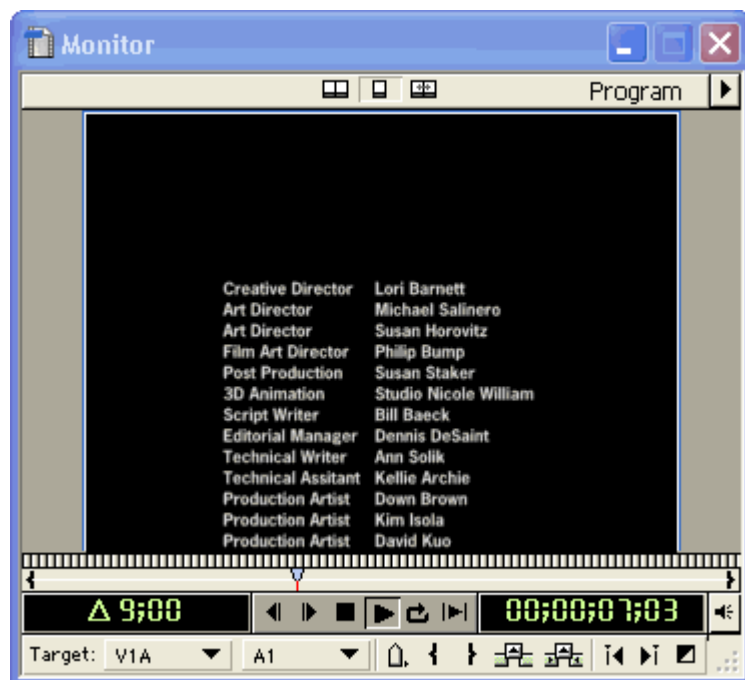 Monitor
Program
Creative Director Lori Barnett
Art Director Michael Salinero
Art Director Susan Horovitz
Film Art Director Philip Bump
Post Production Susan Staker
3D Animation Studio Nicole William
Script Writer Bill Baeck
Editorial Manager Dennis DeSaint
Technical Writer Ann Solik
Technical Assitant Kellie Archie
Production Artist Down Brown
Production Artist Kim Isola
Production Artist David Kuo
Δ 9;00 00;00;07;03
Target: V1A A1